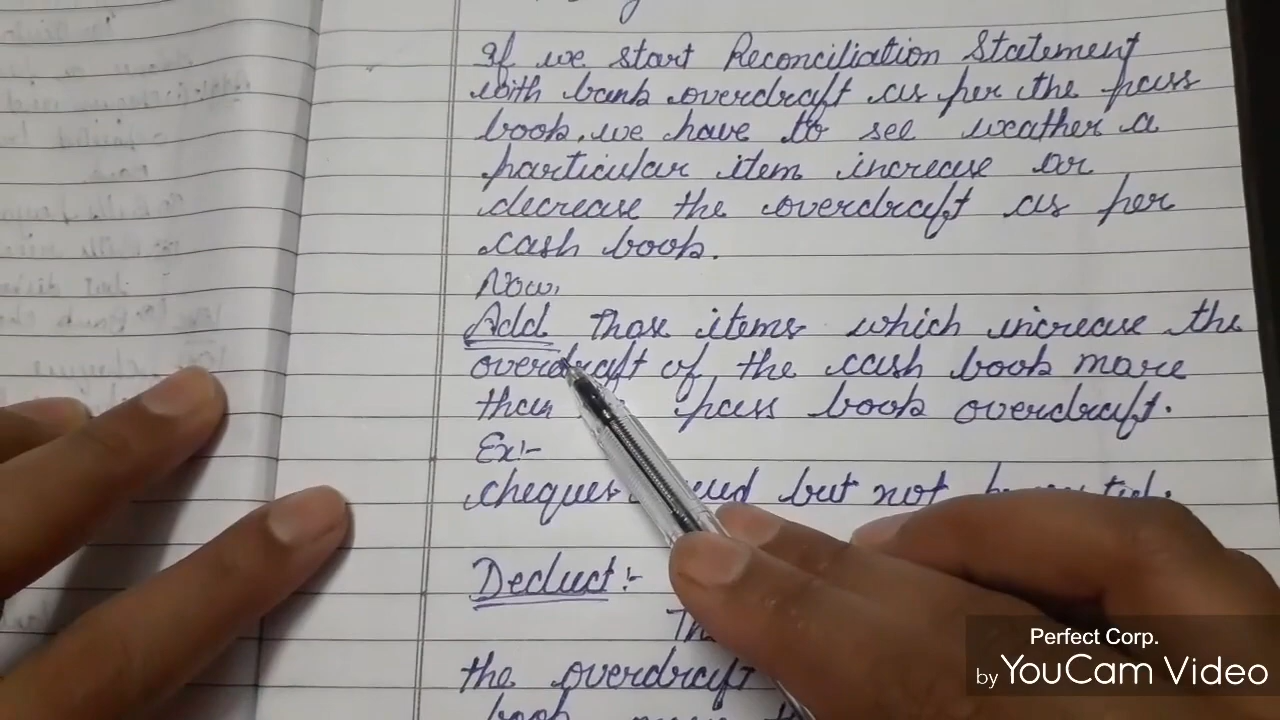 If we start Reconciliation Statement
with bank overdraft as per the pass
book, we have to see weather a
particular item increase or
decrease the overdraft as per
cash book.
Now,
Add those items which increase the
overdraft of the cash book more
than pass book overdraft.
Ex:-
cheques but not
Deduct:-
the overdraft
book
Perfect Corp.
by YouCam Video